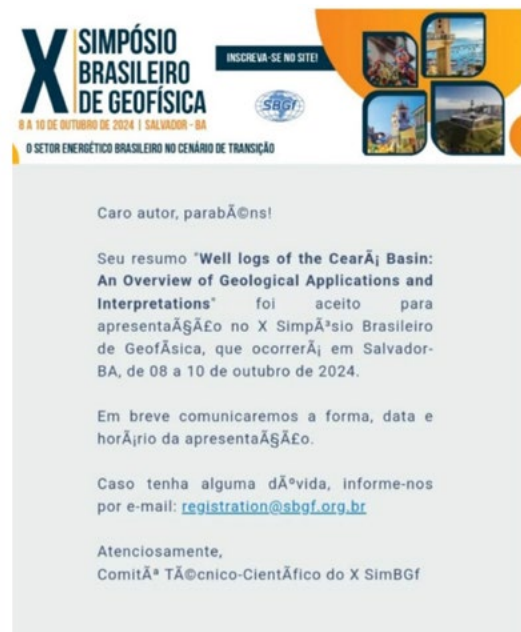 X SIMPÓSIO
BRASILEIRO
DE GEOFÍSICA
8 A 10 DE OUTUBRO DE 2024 | SALVADOR - BA
O SETOR ENERGÉTICO BRASILEIRO NO CENÁRIO DE TRANSIÇÃO
INSCREVA-SE NO SITE!
SBGf
Caro autor, parabÃ©ns!
Seu resumo "Well logs of the CearÃ¡ Basin:
An Overview of Geological Applications and
Interpretations" foi aceito para
apresentaÃ§Ã£o no X SimpÃ³sio Brasileiro
de GeofÃsica, que ocorrerÃ¡ em Salvador-
BA, de 08 a 10 de outubro de 2024.
Em breve comunicaremos a forma, data e
horÃ¡rio da apresentaÃ§Ã£o.
Caso tenha alguma dÃºvida, informe-nos
por e-mail: registration@sbgf.org.br
Atenciosamente,
ComitÃª TÃ©cnico-CientÃfico do X SimBGf